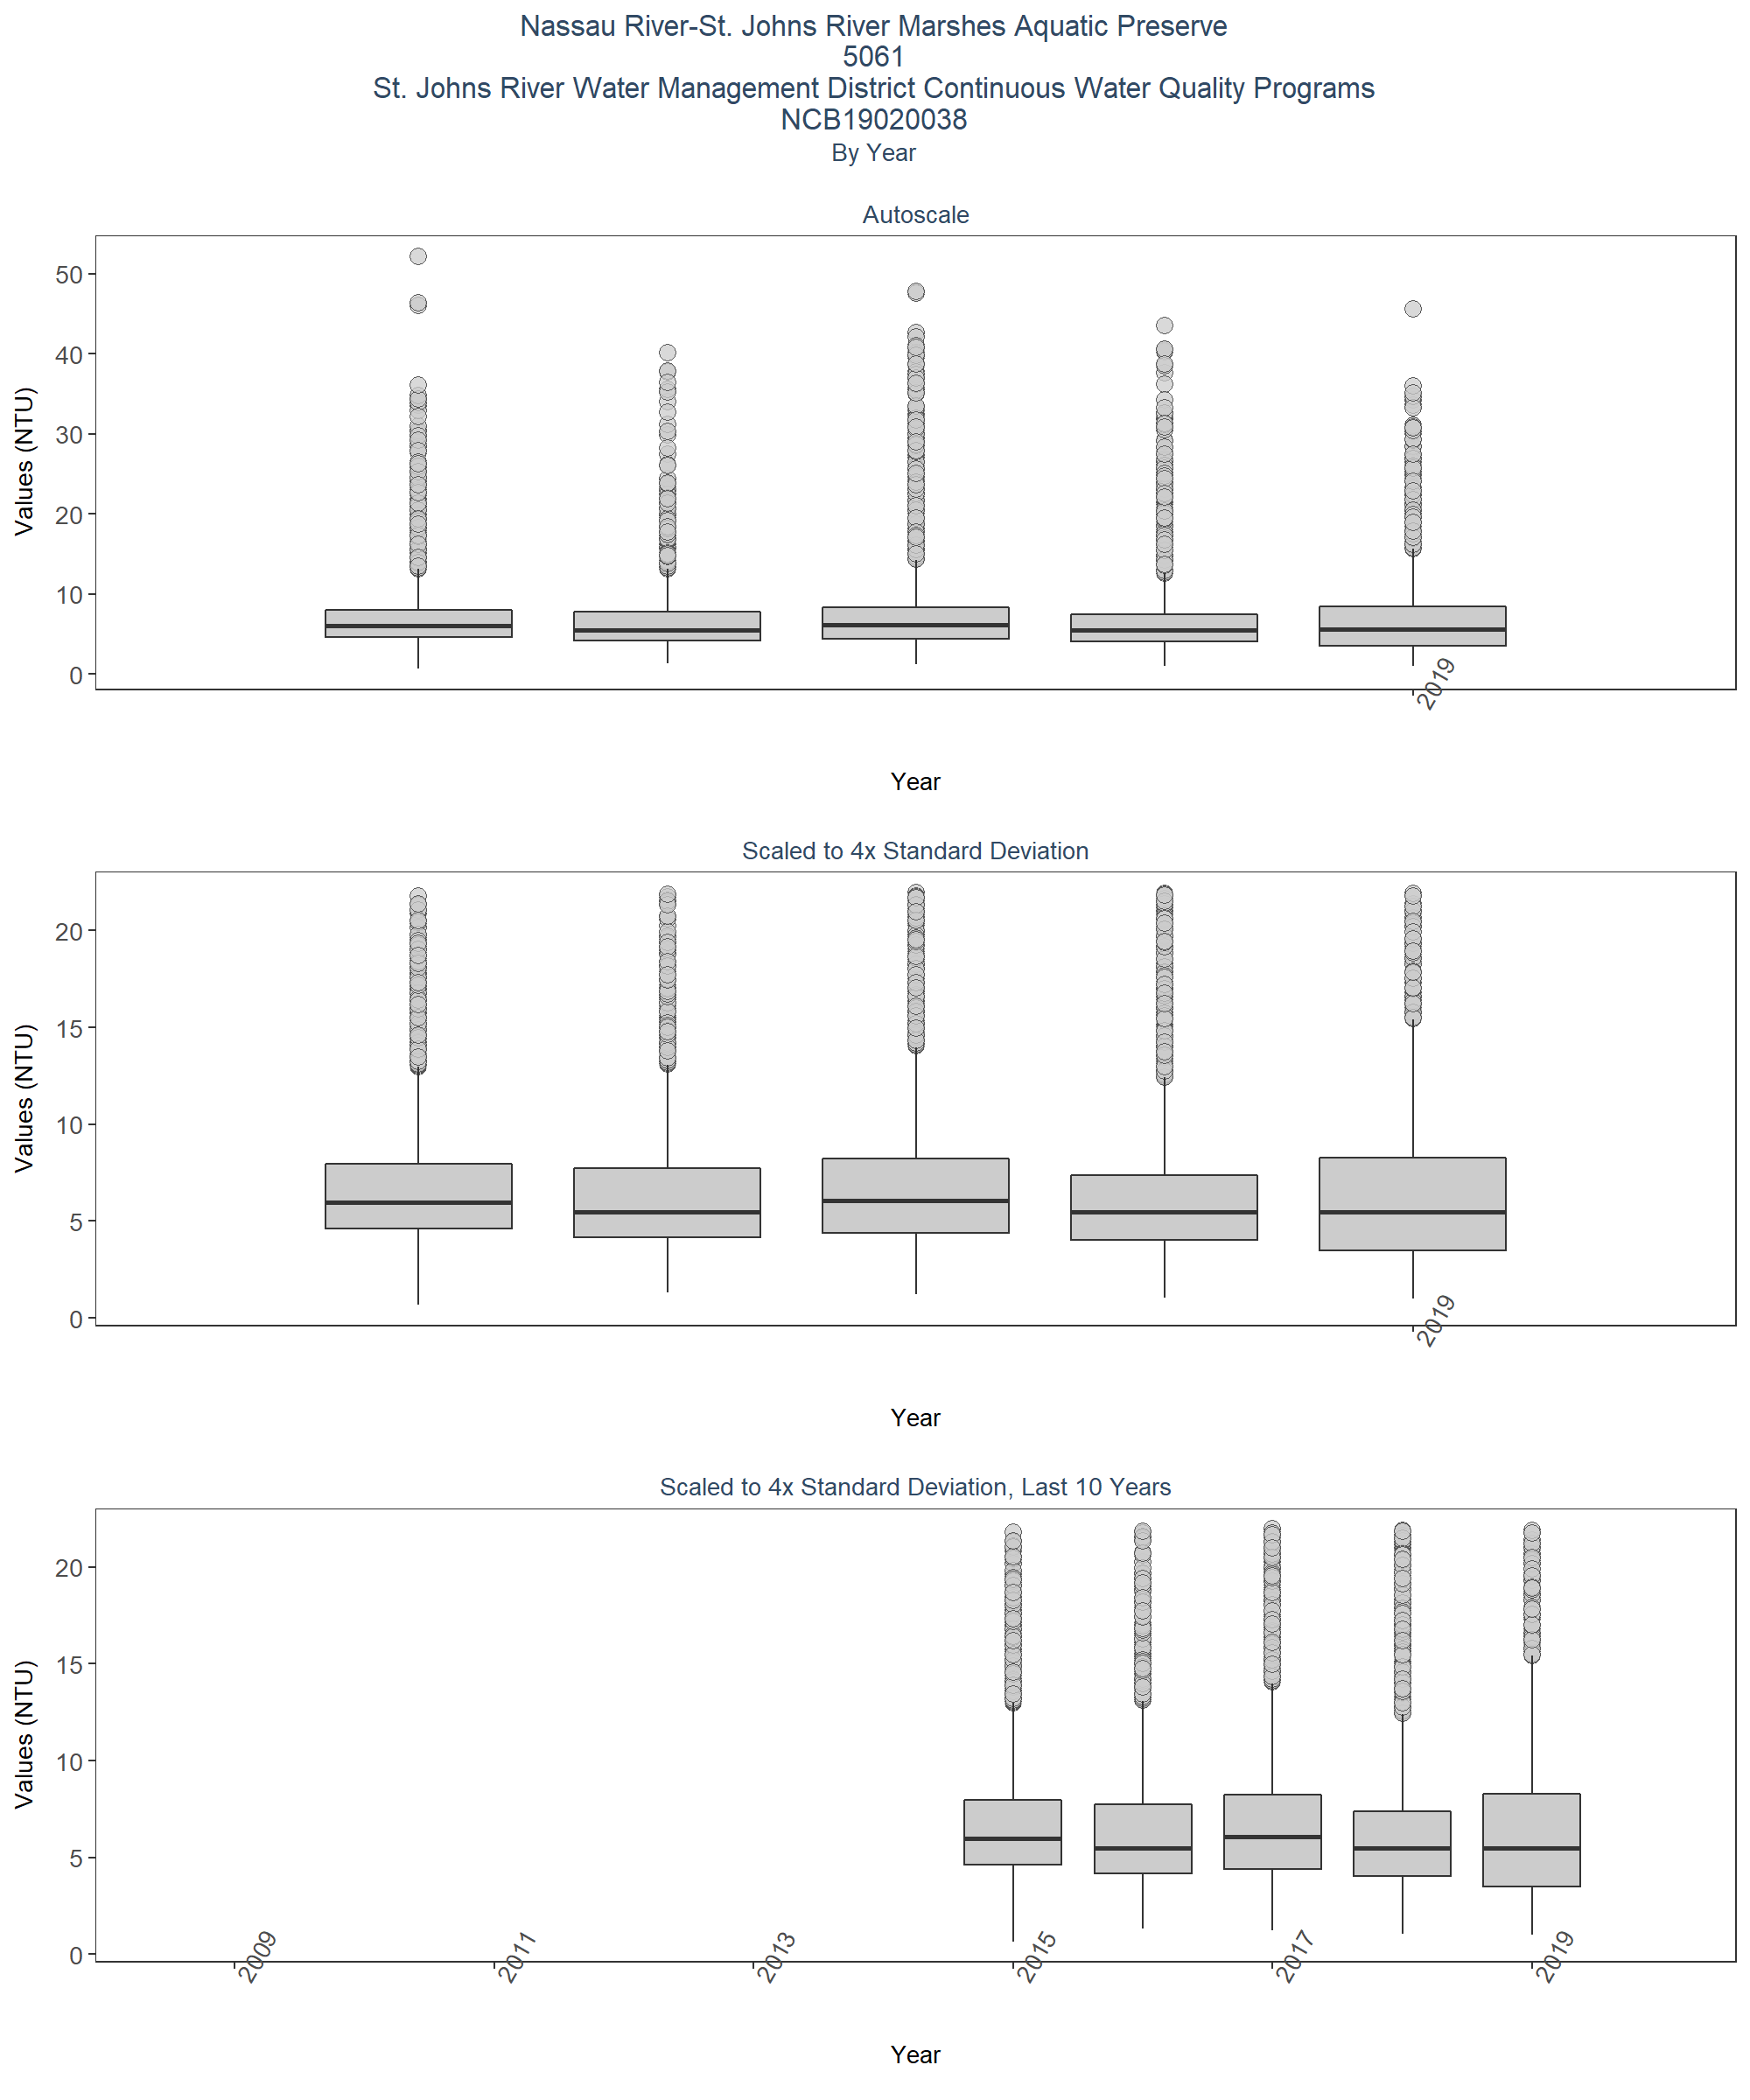 Nassau River-St. Johns River Marshes Aquatic Preserve
5061
St. Johns River Water Management District Continuous Water Quality Programs
NCB19020038
By Year
Autoscale
Values (NTU)
50
40
30
20
10
0
2019
Year
Scaled to 4x Standard Deviation
Values (NTU)
20
15
10
5
0
2019
Year
Scaled to 4x Standard Deviation, Last 10 Years
Values (NTU)
20
15
10
5
0
2009 2011 2013 2015 2017 2019
Year